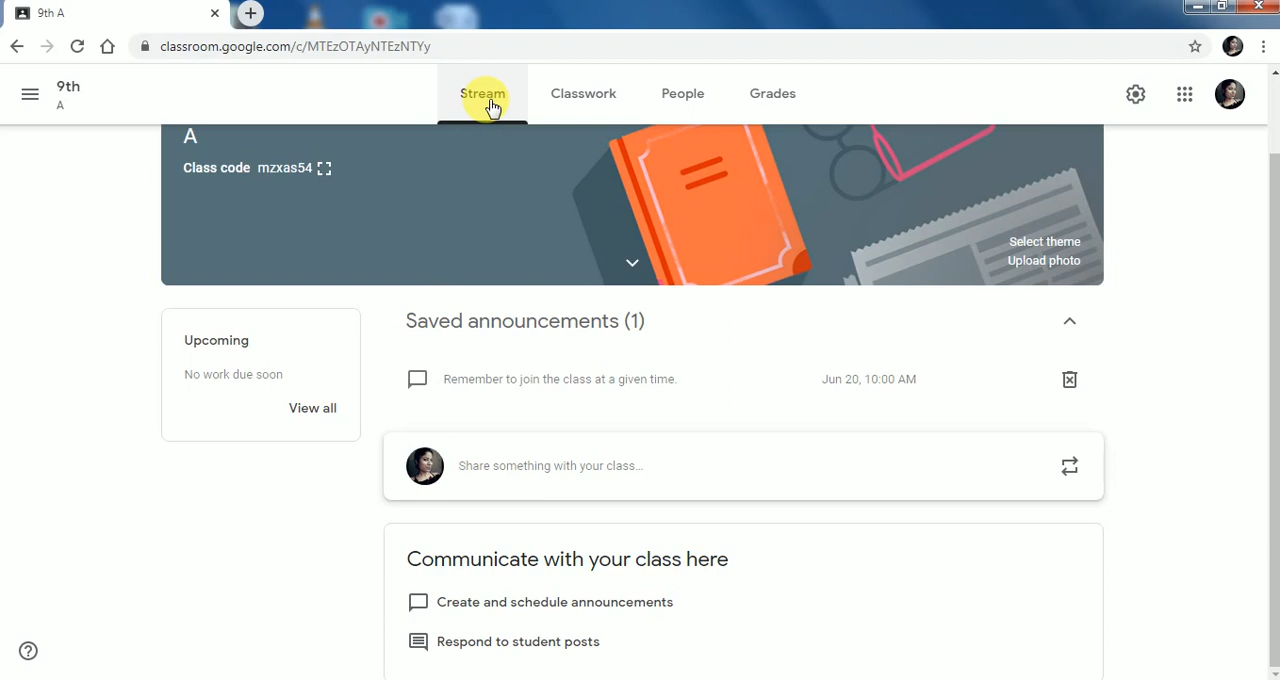 9th A
classroom.google.com/c/MTEzOTAyNTEzNTYy
9th
A
Stream
Classwork
People
Grades
A
Class code mzxas54
Select theme
Upload photo
Upcoming
No work due soon
View all
Saved announcements (1)
Remember to join the class at a given time.
Jun 20, 10:00 AM
Share something with your class...
Communicate with your class here
Create and schedule announcements
Respond to student posts